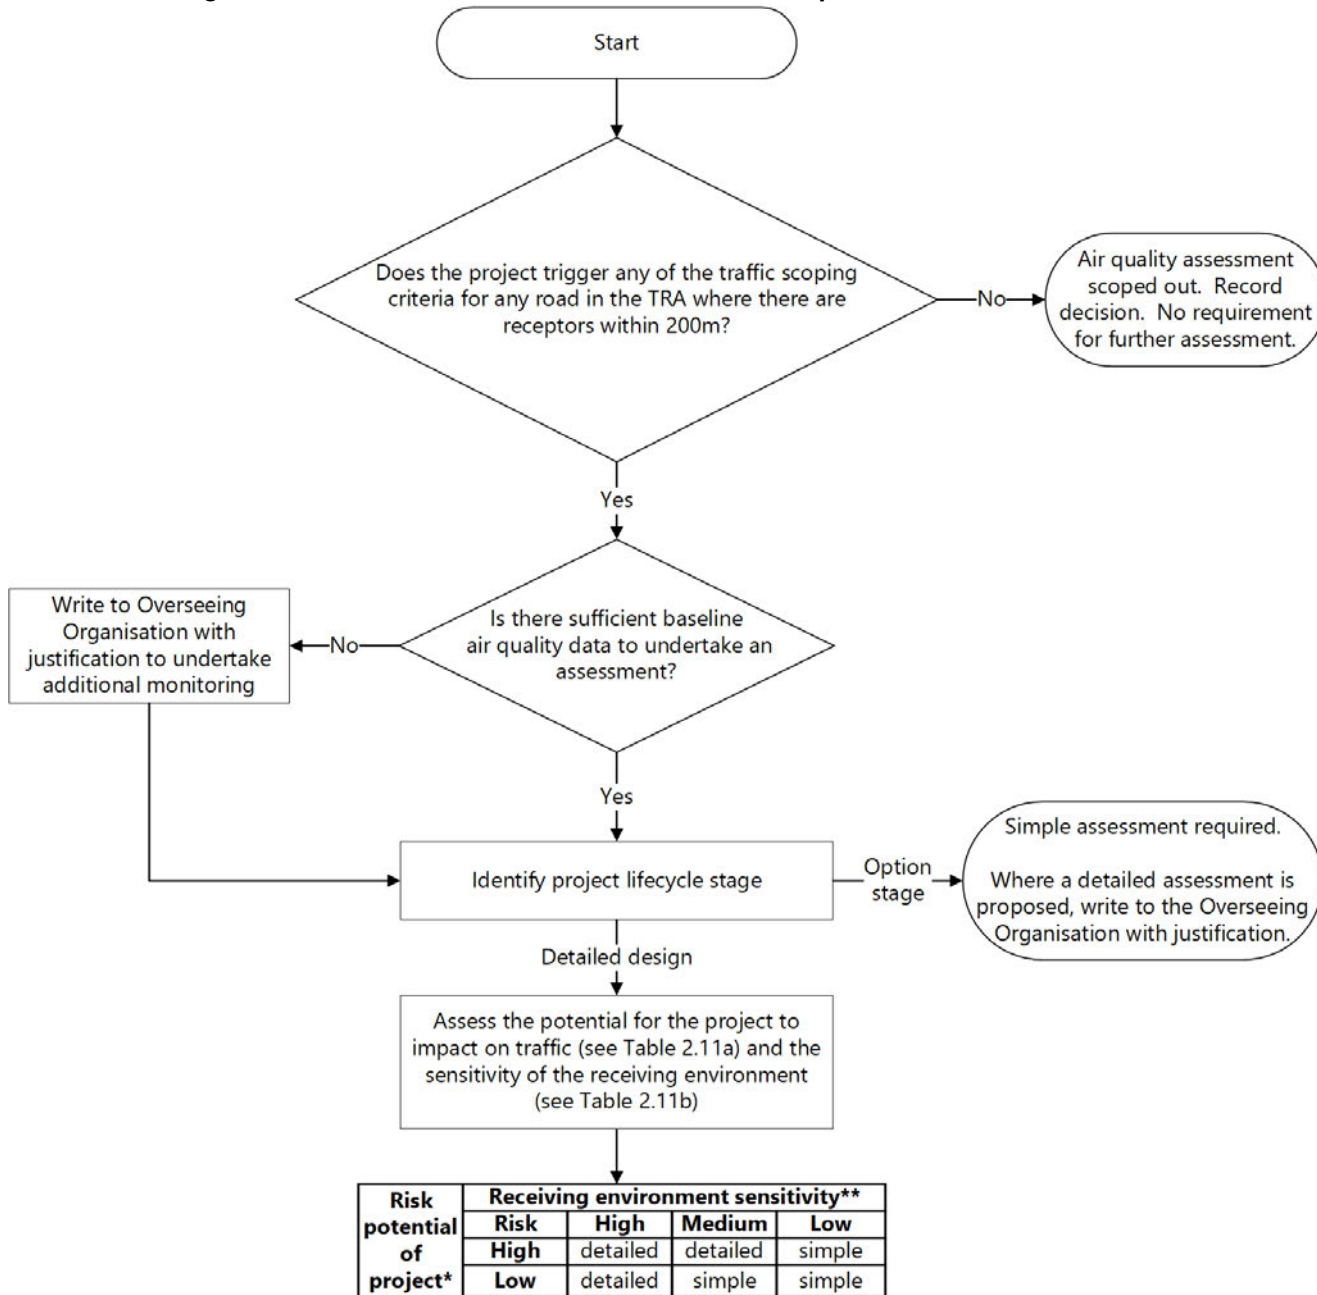 Start
Does the project trigger any of the traffic scoping
criteria for any road in the TRA where there are
receptors within 200m?
No
Air quality assessment
scoped out. Record
decision. No requirement
for further assessment.
Yes
Is there sufficient baseline
air quality data to undertake an
assessment?
No
Write to Overseeing
Organisation with
justification to undertake
additional monitoring
Yes
Identify project lifecycle stage
Option
stage
Simple assessment required.
Where a detailed assessment is
proposed, write to the Overseeing
Organisation with justification.
Detailed design
Assess the potential for the project to
impact on traffic (see Table 2.11a) and the
sensitivity of the receiving environment
(see Table 2.11b)
Risk
potential
of
project*
Receiving environment sensitivity**
Risk High Medium Low
High detailed detailed simple
Low detailed simple simple